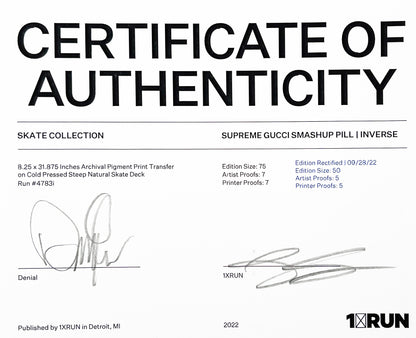 CERTIFICATE OF
AUTHENTICITY
SKATE COLLECTION
SUPREME GUCCI SMASHUP PILL | INVERSE
8.25 x 31.875 Inches Archival Pigment Print Transfer
on Cold Pressed Steep Natural Skate Deck
Run #4783i
Edition Size: 75
Artist Proofs: 7
Printer Proofs: 7
Edition Rectified | 09/28/22
Edition Size: 50
Artist Proofs: 5
Printer Proofs: 5
Denial
1XRUN
Published by 1XRUN in Detroit, MI
2022
1XRUN